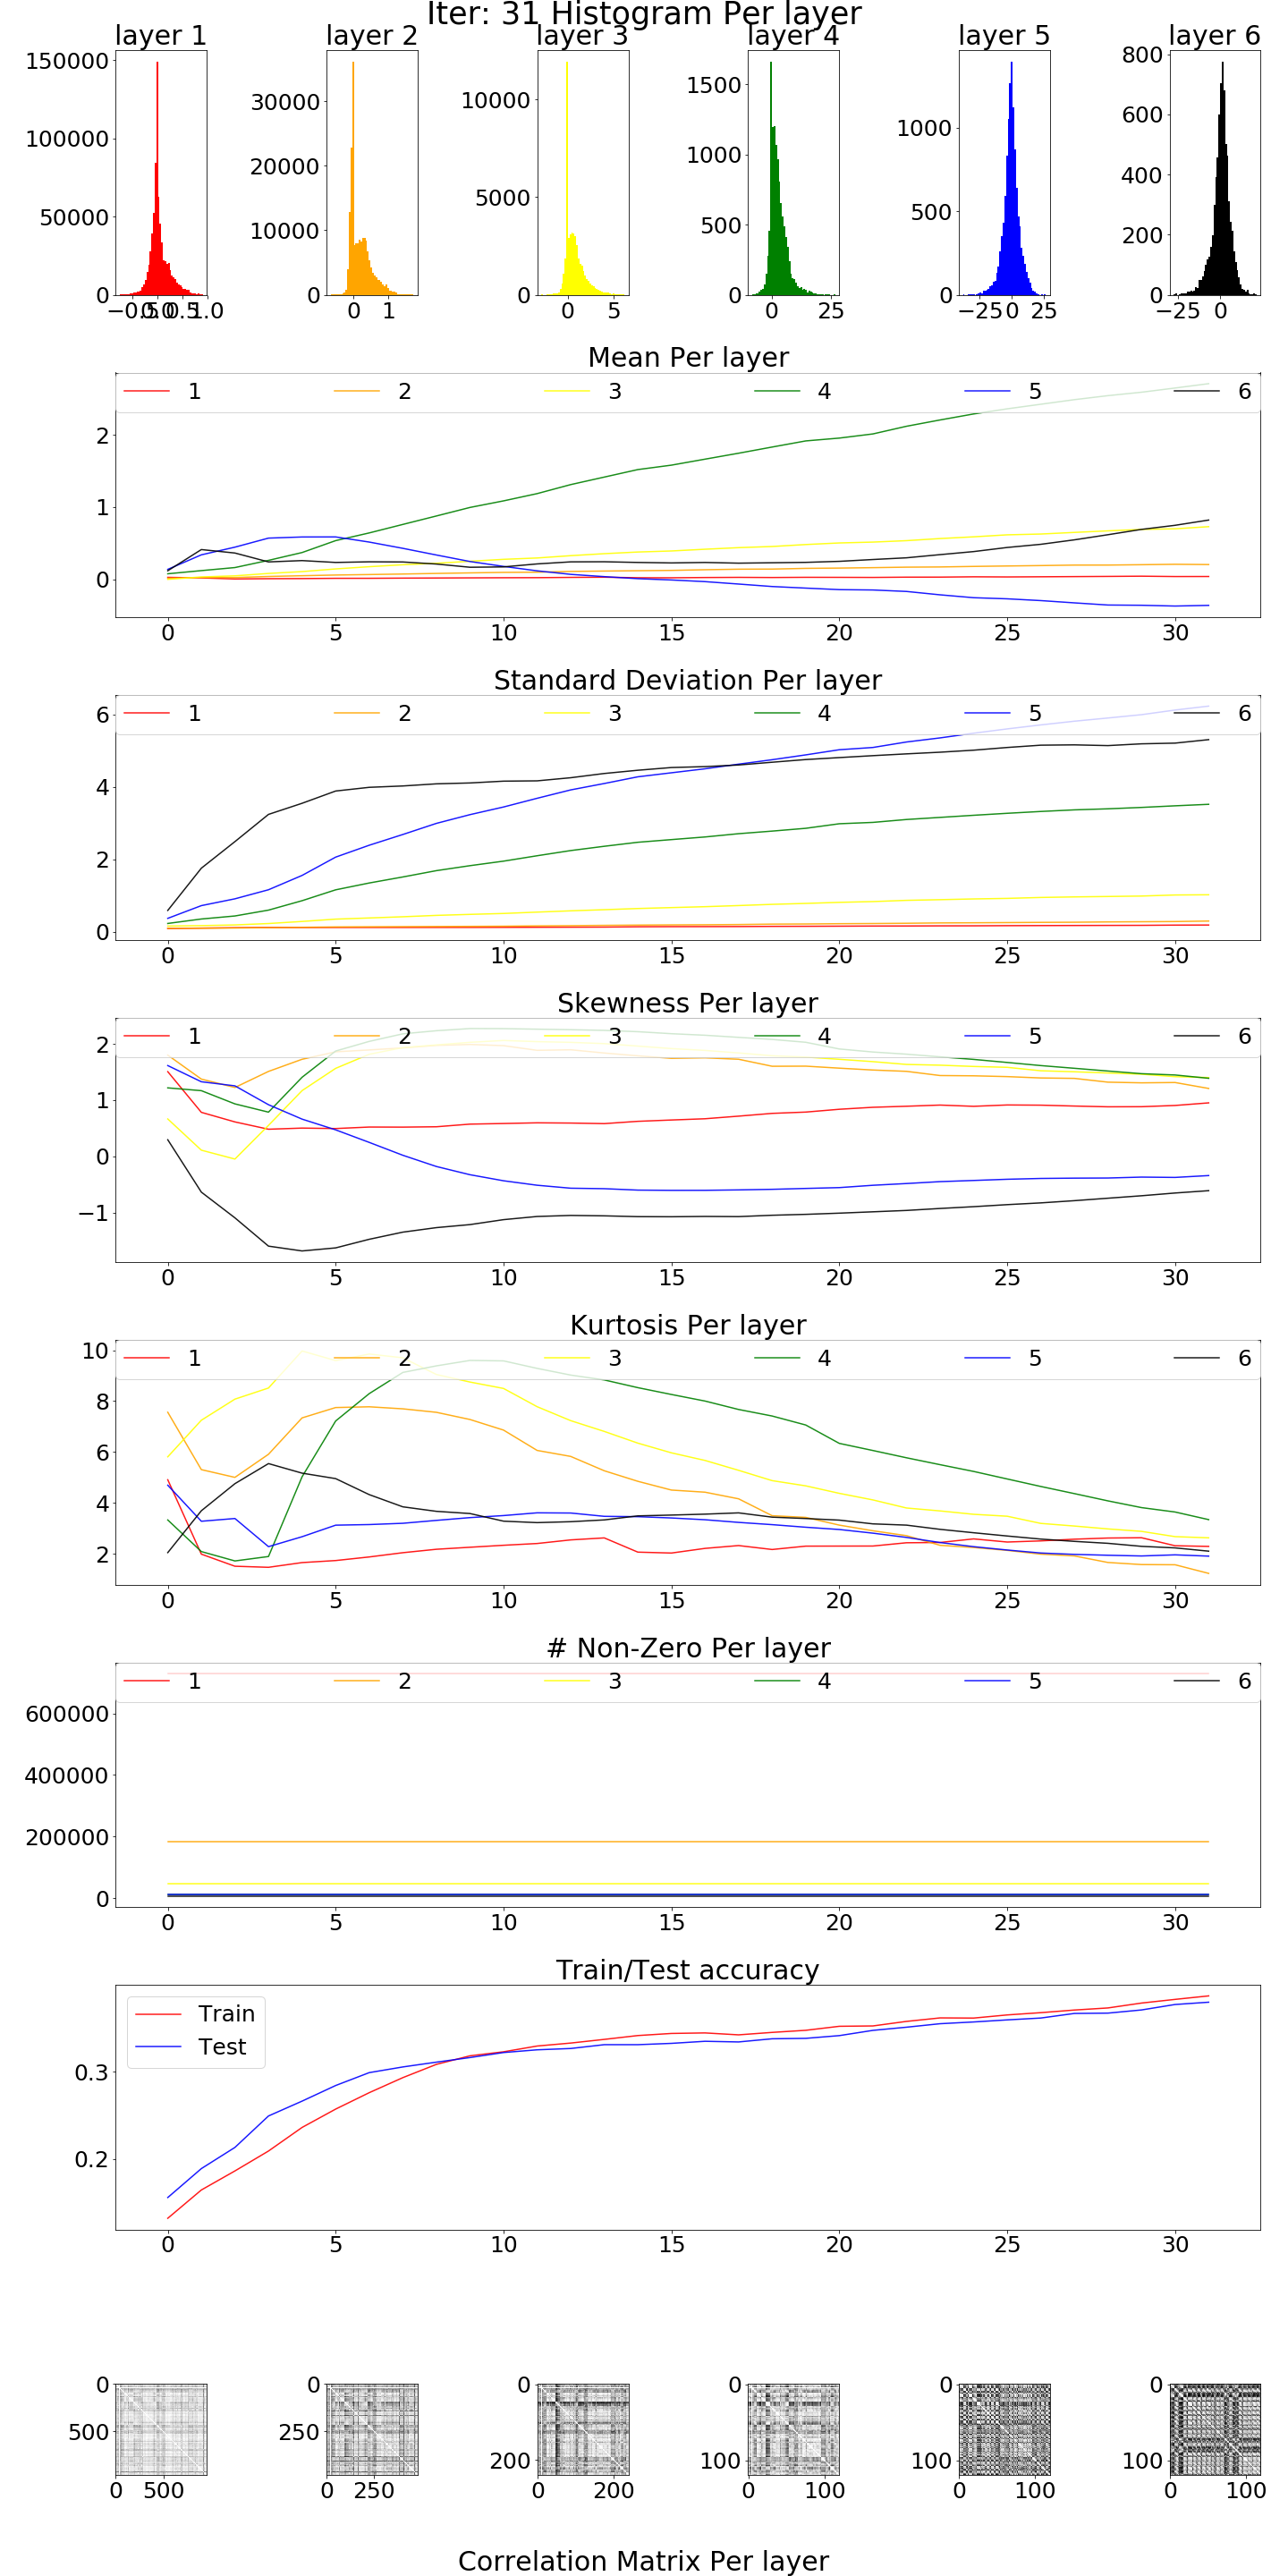 Iter: 31 Histogram Per layer
layer 1 layer 2 layer 3 layer 4 layer 5 layer 6
150000 100000 50000 0
−0.5 0.0 0.5 1.0
30000 20000 10000 0
0 1
10000 5000 0
0 5
1500 1000 500 0
0 25
1000 500 0
−25 0 25
800 600 400 200 0
−25 0
Mean Per layer
1 2 3 4 5 6
2
1
0
0 5 10 15 20 25 30
Standard Deviation Per layer
1 2 3 4 5 6
6
4
2
0
0 5 10 15 20 25 30
Skewness Per layer
1 2 3 4 5 6
2
1
0
−1
0 5 10 15 20 25 30
Kurtosis Per layer
1 2 3 4 5 6
10
8
6
4
2
0 5 10 15 20 25 30
# Non-Zero Per layer
1 2 3 4 5 6
600000
400000
200000
0
0 5 10 15 20 25 30
Train/Test accuracy
Train
Test
0.3
0.2
0 5 10 15 20 25 30
0 0 0 0 0 0
500 250 200 100 100 100
0 500 0 250 0 200 0 100 0 100 0 100
Correlation Matrix Per layer